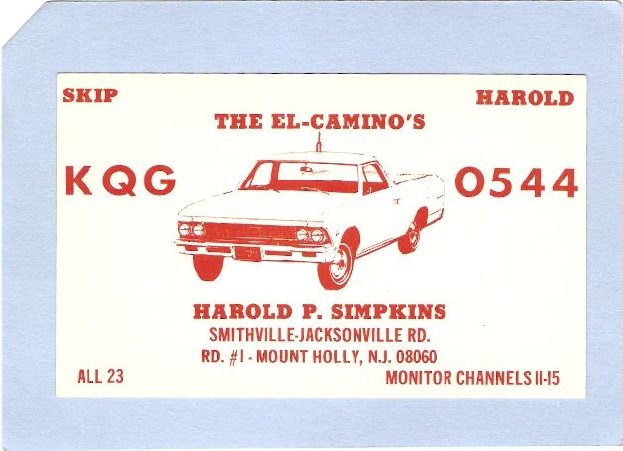 SKIP
HAROLD
THE EL-CAMINO'S
KQG
0544
HAROLD P. SIMPKINS
SMITHVILLE-JACKSONVILLE RD.
RD. #1 - MOUNT HOLLY, N.J. 08060
ALL 23
MONITOR CHANNELS 11-15